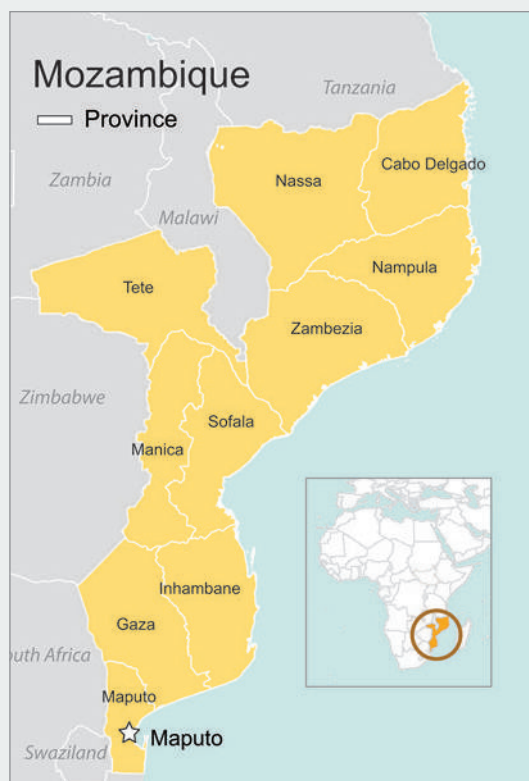 Mozambique
Province
Tanzania
Cabo Delgado
Nassa
Zambia
Malawi
Nampula
Tete
Zambezia
Zimbabwe
Sofala
Manica
Inhambane
Gaza
outh Africa
Maputo
Maputo
Swaziland